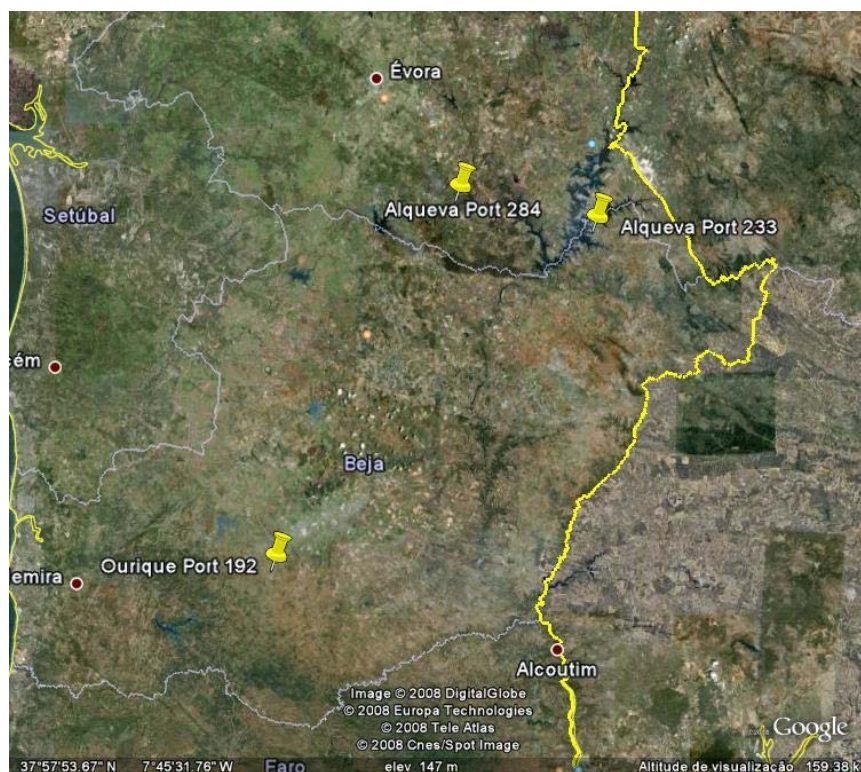 Évora
Alqueva Port 284
Setúbal
Alqueva Port 233
cém
Beja
Ourique Port 192
emira
Alcoutim
Image © 2008 DigitalGlobe
© 2008 Europa Technologies
© 2008 Tele Atlas
© 2008 Cnes/Spot Image
Google
37°57'53.67" N 7°45'31.76" W
Faro
elev 147 m
Altitude de visualização 159.38 k